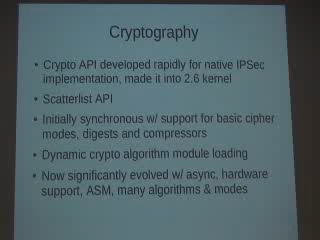 Cryptography
• Crypto API developed rapidly for native IPSec
implementation, made it into 2.6 kernel
• Scatterlist API
• Initially synchronous w/ support for basic cipher
modes, digests and compressors
• Dynamic crypto algorithm module loading
• Now significantly evolved w/ async, hardware
support, ASM, many algorithms & modes